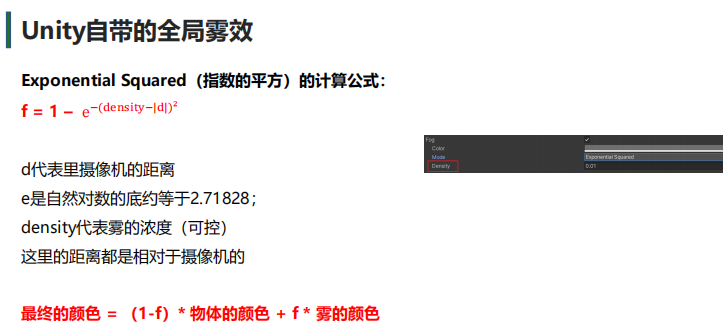 Unity自带的全局雾效
Exponential Squared（指数的平方）的计算公式：
f = 1 – e^−(density−|d|)²
d代表里摄像机的距离
e是自然对数的底约等于2.71828；
density代表雾的浓度（可控）
这里的距离都是相对于摄像机的
最终的颜色 = （1-f）* 物体的颜色 + f * 雾的颜色
Fog
Color
Mode Exponential Squared
Density 0.01